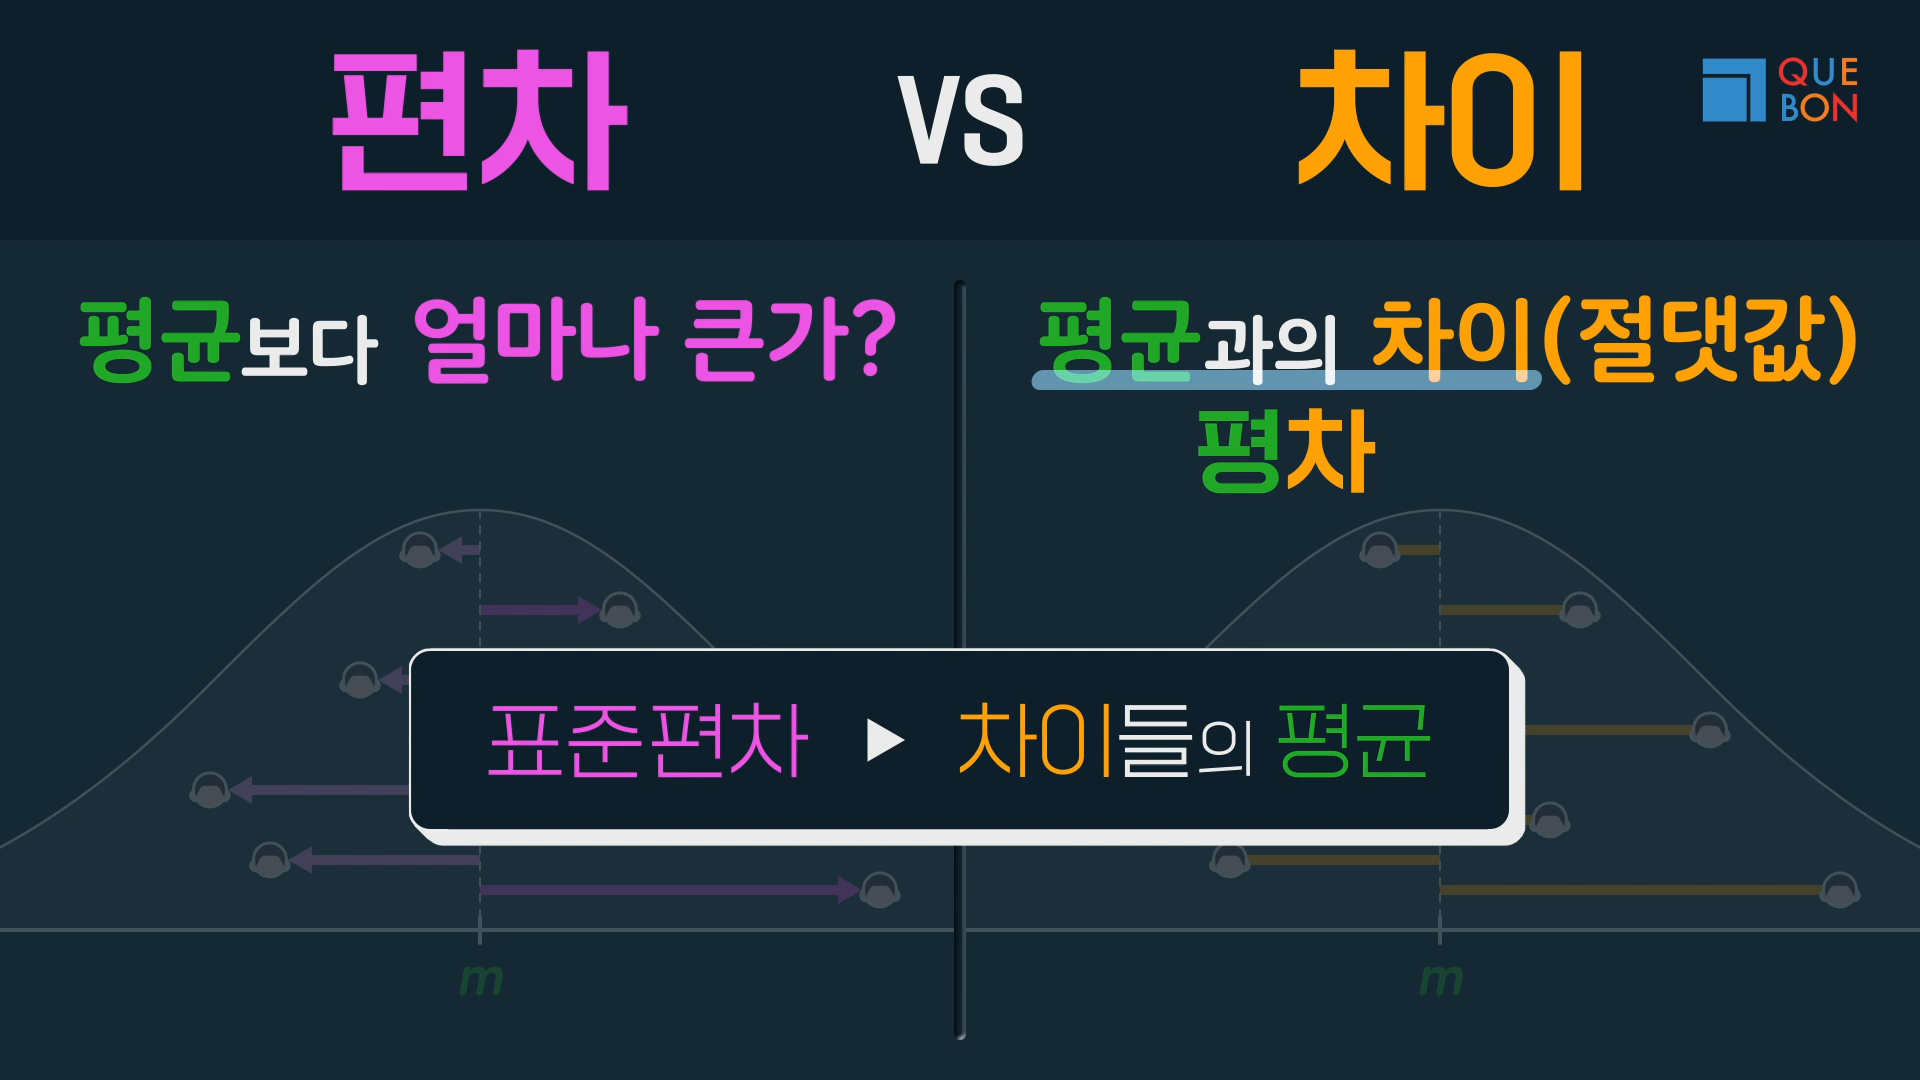 편차 VS 차이
QUE
BON
평균보다 얼마나 큰가?
평균과의 차이(절댓값)
평차
표준편차 ▶ 차이들의 평균
m
m